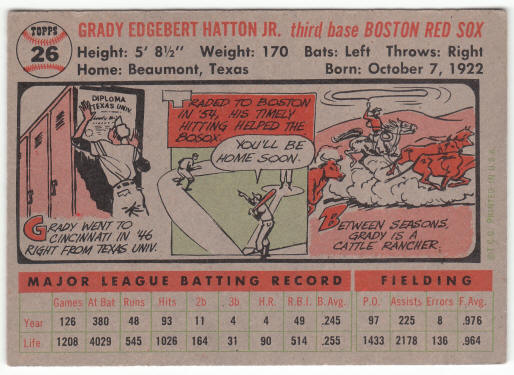 TOPPS
26
GRADY EDGEBERT HATTON JR. third base BOSTON RED SOX
Height: 5' 8½" Weight: 170 Bats: Left Throws: Right
Home: Beaumont, Texas Born: October 7, 1922
DIPLOMA
TEXAS UNIV.
GRADY WENT TO
CINCINNATI IN '46
RIGHT FROM TEXAS UNIV.
TRADED TO BOSTON
IN '54, HIS TIMELY
HITTING HELPED THE
BOSOX.
YOU'LL BE
HOME SOON.
BETWEEN SEASONS,
GRADY IS A
CATTLE RANCHER.
PRINTED IN U.S.A.
MAJOR LEAGUE BATTING RECORD FIELDING
Games At Bat Runs Hits 2b 3b H.R. R.B.I. B.Avg. P.O. Assists Errors F.Avg.
Year 126 380 48 93 11 4 4 49 .245 97 225 8 .976
Life 1208 4029 545 1026 164 31 90 514 .255 1433 2178 136 .964